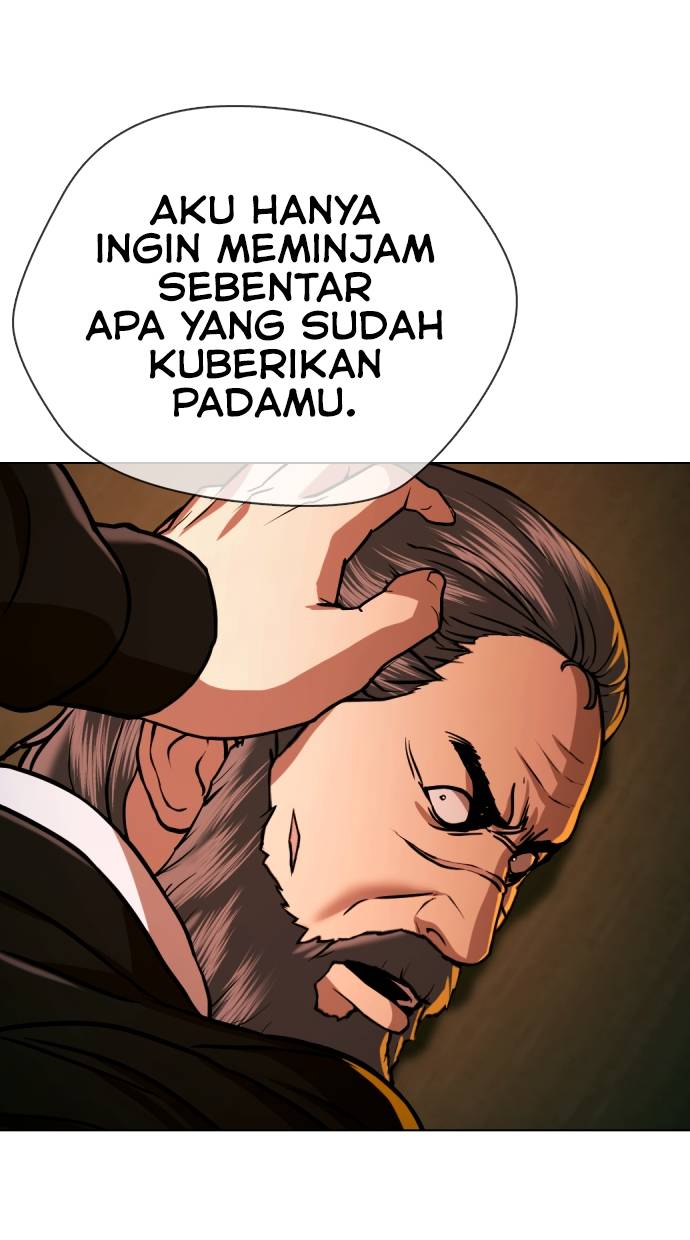 AKU HANYA
INGIN MEMINJAM
SEBENTAR
APA YANG SUDAH
KUBERIKAN
PADAMU.